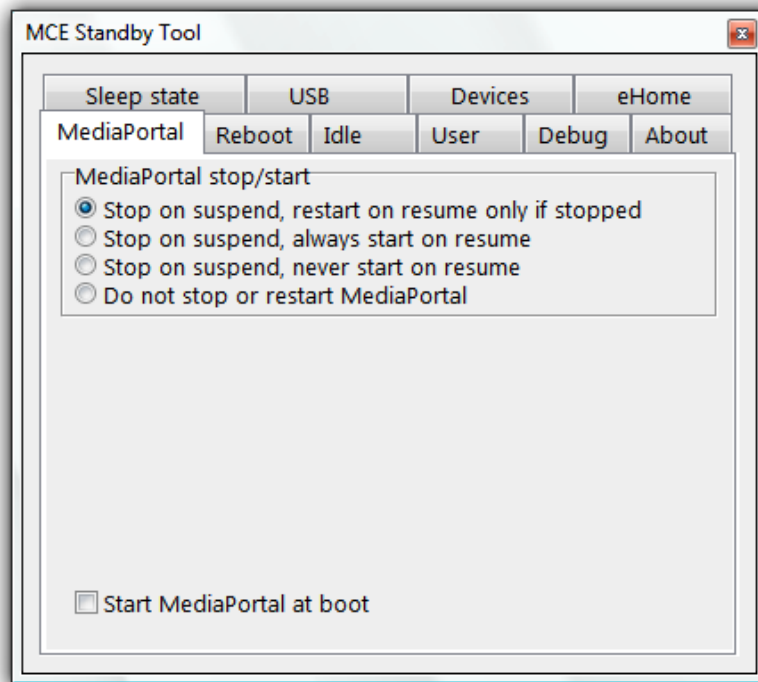 MCE Standby Tool
Sleep state USB Devices eHome
MediaPortal Reboot Idle User Debug About
MediaPortal stop/start
Stop on suspend, restart on resume only if stopped
Stop on suspend, always start on resume
Stop on suspend, never start on resume
Do not stop or restart MediaPortal
Start MediaPortal at boot